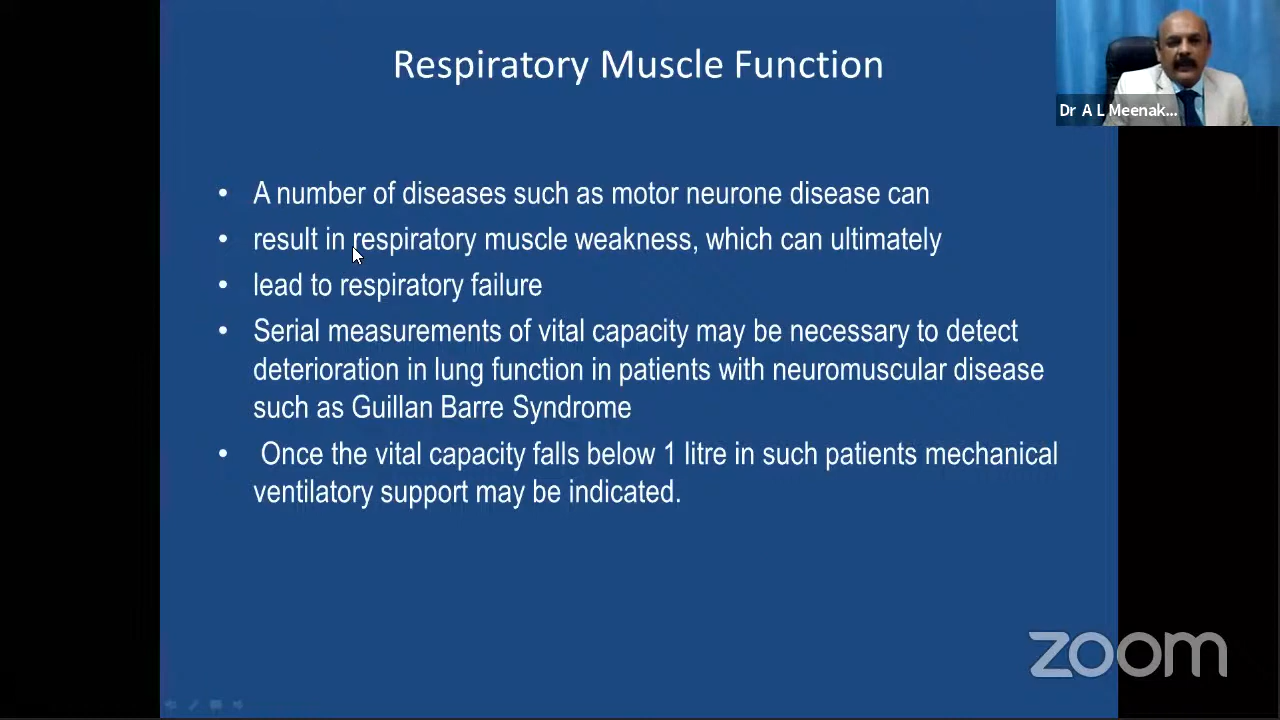 Respiratory Muscle Function
Dr A L Meenak...
• A number of diseases such as motor neurone disease can
• result in respiratory muscle weakness, which can ultimately
• lead to respiratory failure
• Serial measurements of vital capacity may be necessary to detect
deterioration in lung function in patients with neuromuscular disease
such as Guillan Barre Syndrome
• Once the vital capacity falls below 1 litre in such patients mechanical
ventilatory support may be indicated.
zoom